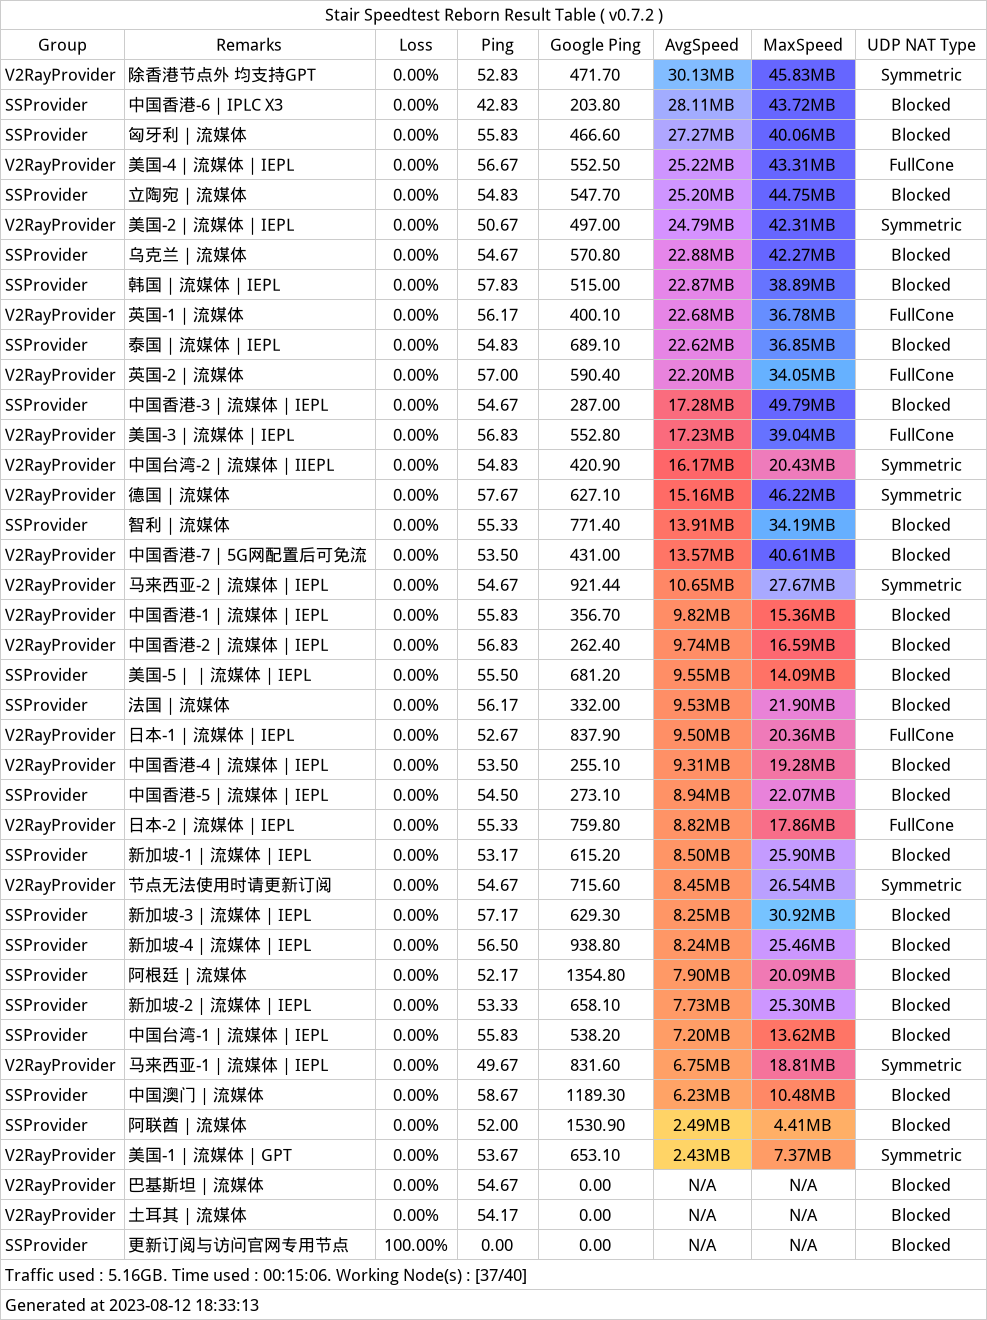 Stair Speedtest Reborn Result Table ( v0.7.2 )
Group Remarks Loss Ping Google Ping AvgSpeed MaxSpeed UDP NAT Type
V2RayProvider 除香港节点外 均支持GPT 0.00% 52.83 471.70 30.13MB 45.83MB Symmetric
SSProvider 中国香港-6 | IPLC X3 0.00% 42.83 203.80 28.11MB 43.72MB Blocked
SSProvider 匈牙利 | 流媒体 0.00% 55.83 466.60 27.27MB 40.06MB Blocked
V2RayProvider 美国-4 | 流媒体 | IEPL 0.00% 56.67 552.50 25.22MB 43.31MB FullCone
SSProvider 立陶宛 | 流媒体 0.00% 54.83 547.70 25.20MB 44.75MB Blocked
V2RayProvider 美国-2 | 流媒体 | IEPL 0.00% 50.67 497.00 24.79MB 42.31MB Symmetric
SSProvider 乌克兰 | 流媒体 0.00% 54.67 570.80 22.88MB 42.27MB Blocked
SSProvider 韩国 | 流媒体 | IEPL 0.00% 57.83 515.00 22.87MB 38.89MB Blocked
V2RayProvider 英国-1 | 流媒体 0.00% 56.17 400.10 22.68MB 36.78MB FullCone
SSProvider 泰国 | 流媒体 | IEPL 0.00% 54.83 689.10 22.62MB 36.85MB Blocked
V2RayProvider 英国-2 | 流媒体 0.00% 57.00 590.40 22.20MB 34.05MB FullCone
SSProvider 中国香港-3 | 流媒体 | IEPL 0.00% 54.67 287.00 17.28MB 49.79MB Blocked
V2RayProvider 美国-3 | 流媒体 | IEPL 0.00% 56.83 552.80 17.23MB 39.04MB FullCone
V2RayProvider 中国台湾-2 | 流媒体 | IIEPL 0.00% 54.83 420.90 16.17MB 20.43MB Symmetric
V2RayProvider 德国 | 流媒体 0.00% 57.67 627.10 15.16MB 46.22MB Symmetric
SSProvider 智利 | 流媒体 0.00% 55.33 771.40 13.91MB 34.19MB Blocked
V2RayProvider 中国香港-7 | 5G网配置后可免流 0.00% 53.50 431.00 13.57MB 40.61MB Blocked
V2RayProvider 马来西亚-2 | 流媒体 | IEPL 0.00% 54.67 921.44 10.65MB 27.67MB Symmetric
V2RayProvider 中国香港-1 | 流媒体 | IEPL 0.00% 55.83 356.70 9.82MB 15.36MB Blocked
V2RayProvider 中国香港-2 | 流媒体 | IEPL 0.00% 56.83 262.40 9.74MB 16.59MB Blocked
SSProvider 美国-5 | | 流媒体 | IEPL 0.00% 55.50 681.20 9.55MB 14.09MB Blocked
SSProvider 法国 | 流媒体 0.00% 56.17 332.00 9.53MB 21.90MB Blocked
V2RayProvider 日本-1 | 流媒体 | IEPL 0.00% 52.67 837.90 9.50MB 20.36MB FullCone
V2RayProvider 中国香港-4 | 流媒体 | IEPL 0.00% 53.50 255.10 9.31MB 19.28MB Blocked
SSProvider 中国香港-5 | 流媒体 | IEPL 0.00% 54.50 273.10 8.94MB 22.07MB Blocked
V2RayProvider 日本-2 | 流媒体 | IEPL 0.00% 55.33 759.80 8.82MB 17.86MB FullCone
SSProvider 新加坡-1 | 流媒体 | IEPL 0.00% 53.17 615.20 8.50MB 25.90MB Blocked
V2RayProvider 节点无法使用时请更新订阅 0.00% 54.67 715.60 8.45MB 26.54MB Symmetric
SSProvider 新加坡-3 | 流媒体 | IEPL 0.00% 57.17 629.30 8.25MB 30.92MB Blocked
SSProvider 新加坡-4 | 流媒体 | IEPL 0.00% 56.50 938.80 8.24MB 25.46MB Blocked
SSProvider 阿根廷 | 流媒体 0.00% 52.17 1354.80 7.90MB 20.09MB Blocked
SSProvider 新加坡-2 | 流媒体 | IEPL 0.00% 53.33 658.10 7.73MB 25.30MB Blocked
SSProvider 中国台湾-1 | 流媒体 | IEPL 0.00% 55.83 538.20 7.20MB 13.62MB Blocked
V2RayProvider 马来西亚-1 | 流媒体 | IEPL 0.00% 49.67 831.60 6.75MB 18.81MB Symmetric
SSProvider 中国澳门 | 流媒体 0.00% 58.67 1189.30 6.23MB 10.48MB Blocked
SSProvider 阿联酋 | 流媒体 0.00% 52.00 1530.90 2.49MB 4.41MB Blocked
V2RayProvider 美国-1 | 流媒体 | GPT 0.00% 53.67 653.10 2.43MB 7.37MB Symmetric
V2RayProvider 巴基斯坦 | 流媒体 0.00% 54.67 0.00 N/A N/A Blocked
V2RayProvider 土耳其 | 流媒体 0.00% 54.17 0.00 N/A N/A Blocked
SSProvider 更新订阅与访问官网专用节点 100.00% 0.00 0.00 N/A N/A Blocked
Traffic used : 5.16GB. Time used : 00:15:06. Working Node(s) : [37/40]
Generated at 2023-08-12 18:33:13